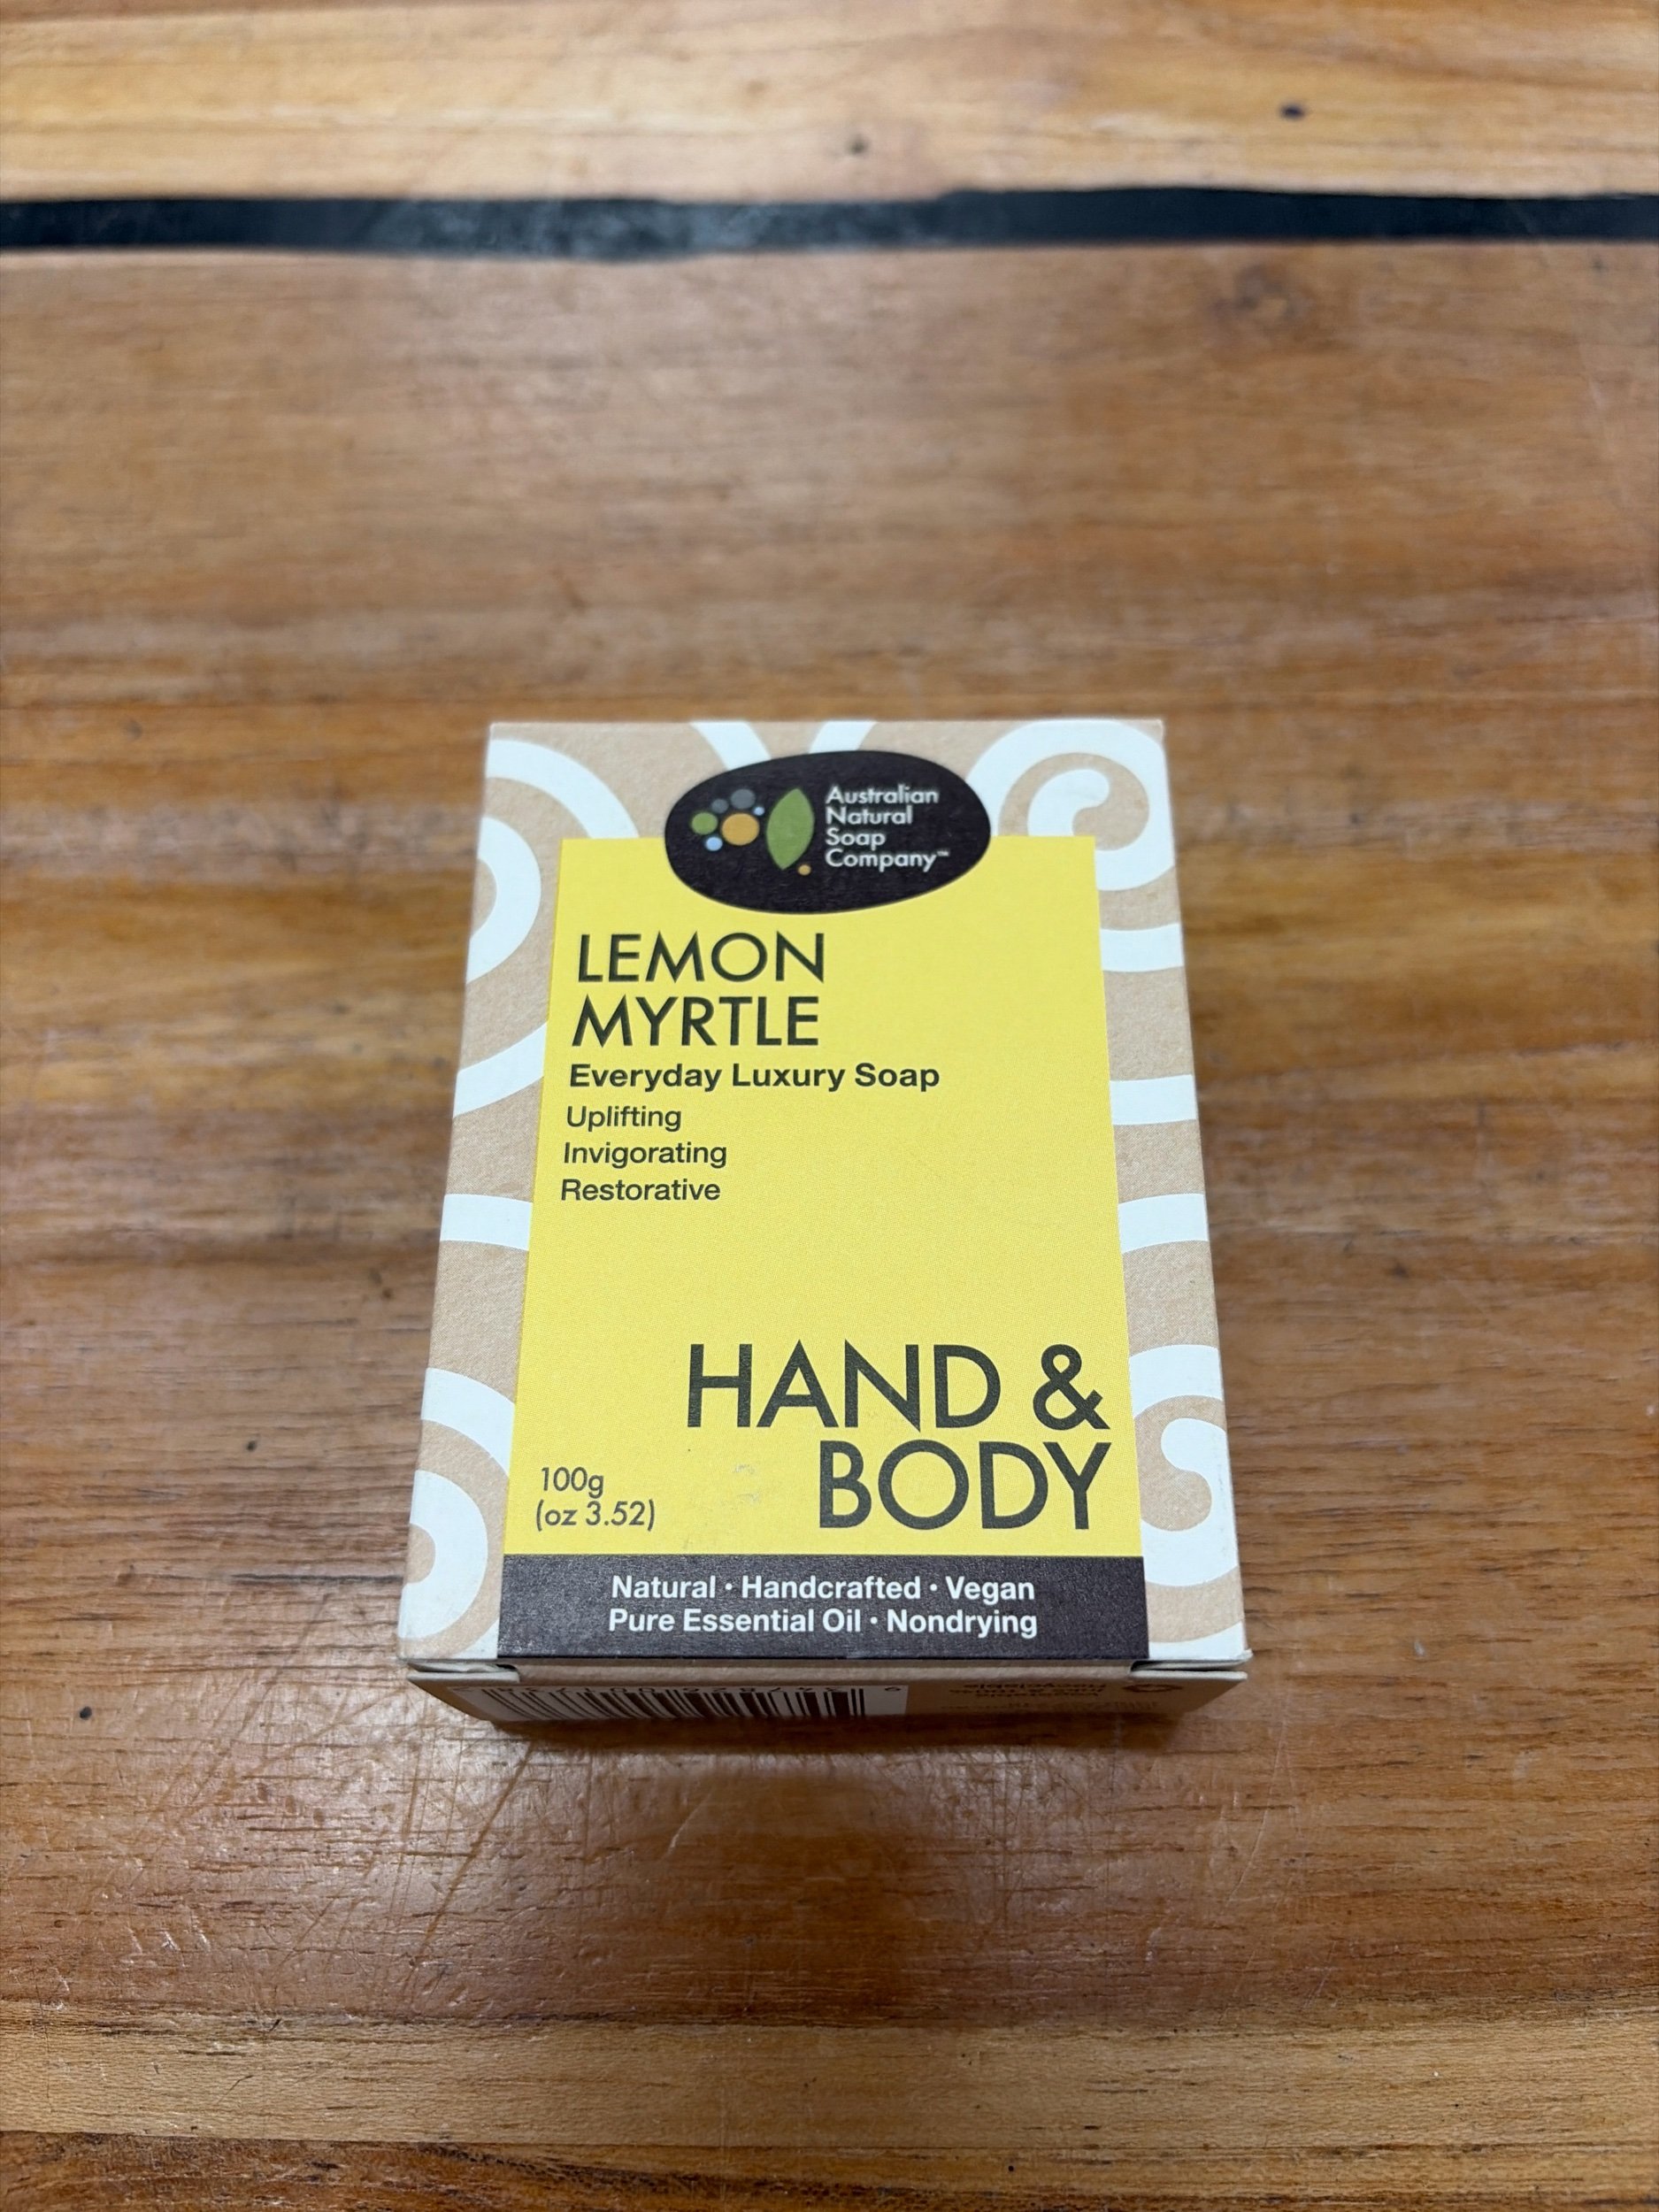 Australian
Natural
Soap
Company™
LEMON
MYRTLE
Everyday Luxury Soap
Uplifting
Invigorating
Restorative
HAND &
BODY
100g
(oz 3.52)
Natural • Handcrafted • Vegan
Pure Essential Oil • Nondrying